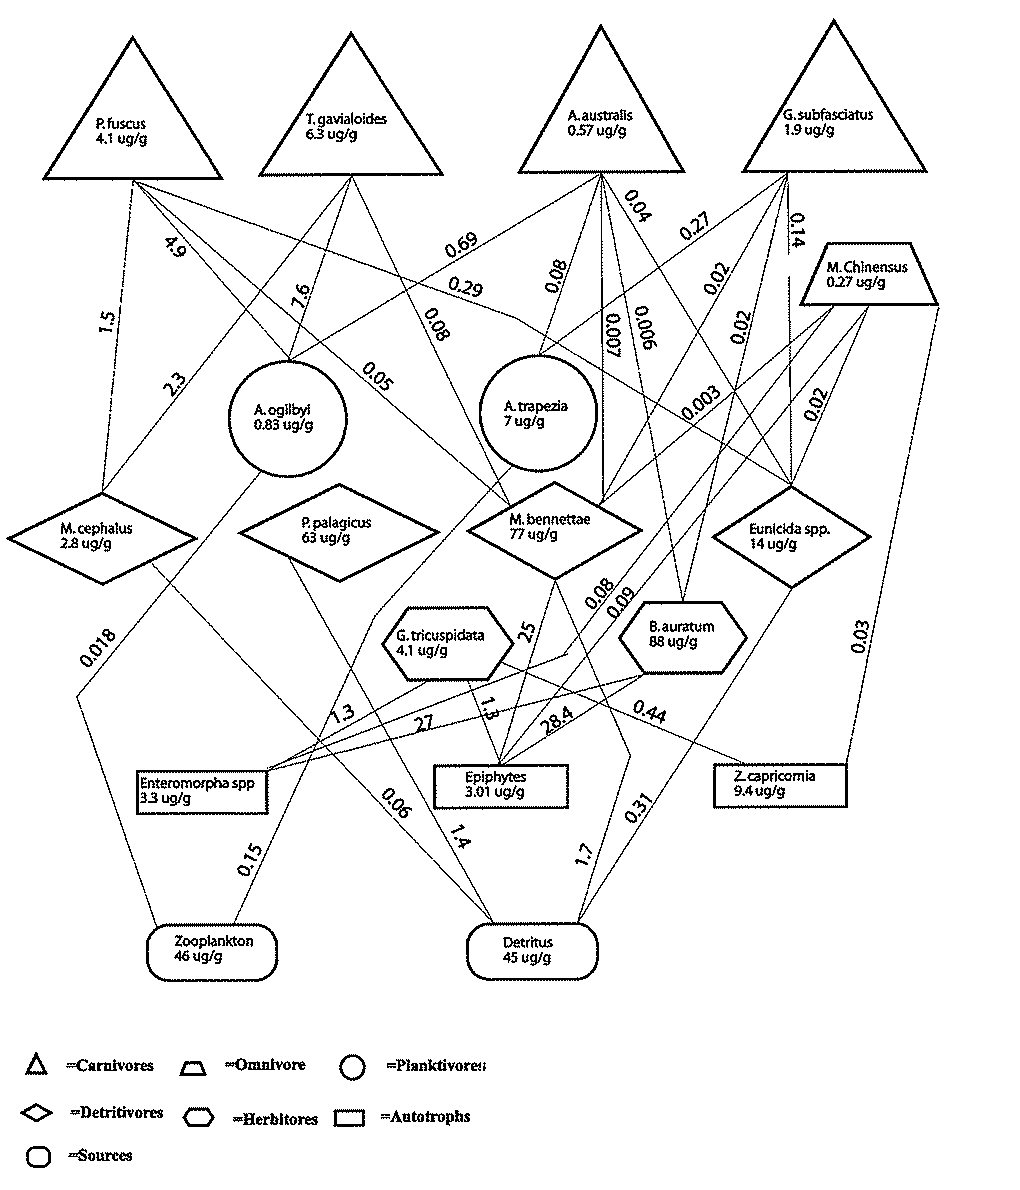 P. fuscus
4.1 ug/g
T. gavialoides
6.3 ug/g
A. australis
0.57 ug/g
G. subfasciatus
1.9 ug/g
M. Chinensus
0.27 ug/g
4.9
0.69
0.04
0.27
0.14
1.5
1.6
0.29
0.08
0.08
0.007
0.006
0.02
0.02
2.3
0.05
0.003
0.02
A. ogilbyi
0.83 ug/g
A. trapezia
7 ug/g
M. cephalus
2.8 ug/g
P. palagicus
63 ug/g
M. bennettae
77 ug/g
Eunicida spp.
14 ug/g
0.018
G. tricuspidata
4.1 ug/g
25
0.08
0.09
B. auratum
88 ug/g
0.03
1.3
27
1.3
28.4
0.44
Enteromorpha spp
3.3 ug/g
Epiphytes
3.01 ug/g
Z. capricornia
9.4 ug/g
0.15
0.06
1.4
1.7
0.31
Zooplankton
46 ug/g
Detritus
45 ug/g
=Carnivores
=Omnivore
=Planktivores
=Detritivores
=Herbitores
=Autotrophs
=Sources